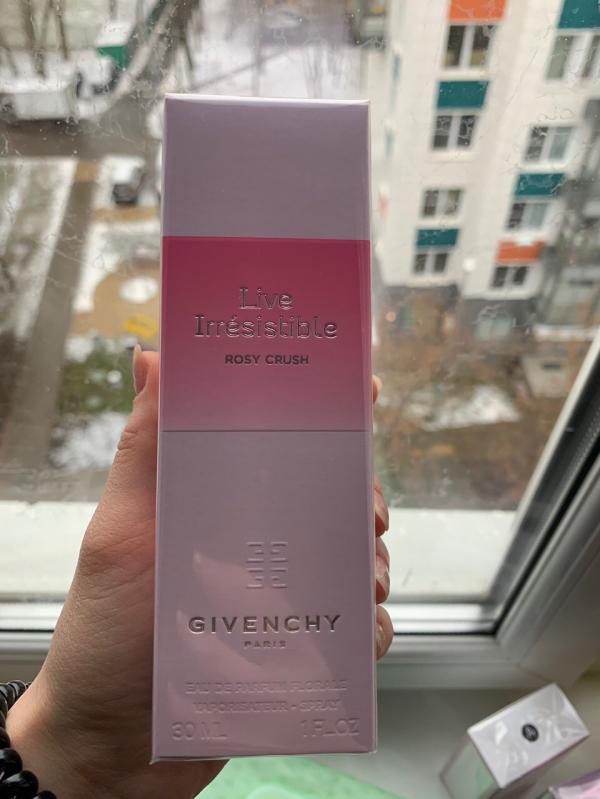 Live
Irrésistible
ROSY CRUSH
GIVENCHY
PARIS
EAU DE PARFUM FLORALE
VAPORISATEUR - SPRAY
30 ML 1 FL.OZ